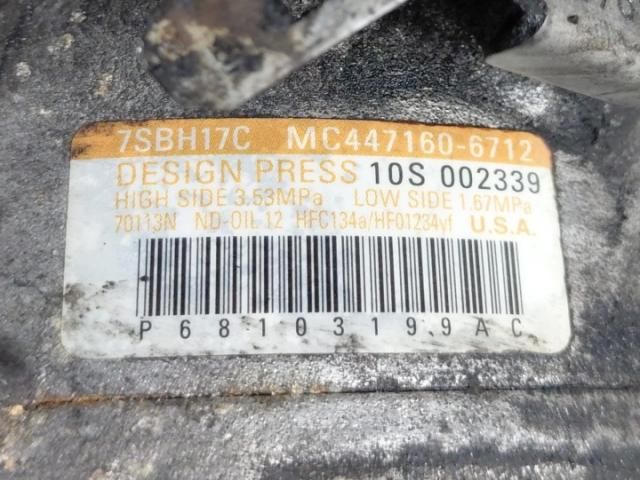 7SBH17C MC447160-6712
DESIGN PRESS 10S 002339
HIGH SIDE 3.53MPa LOW SIDE 1.67MPa
70113N ND-OIL 12 HFC134a/HFO1234yf U.S.A.
P68103199AC